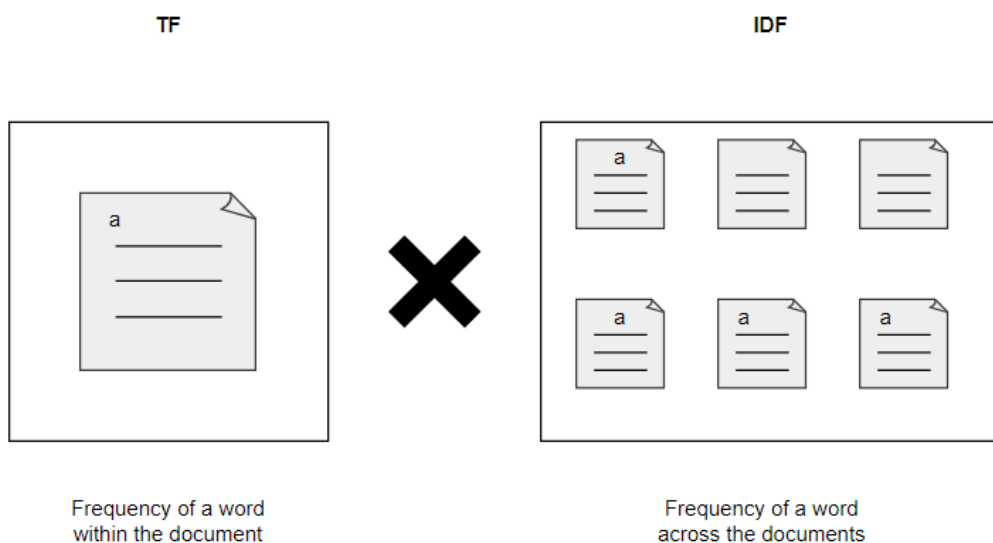 TF
IDF
a
a
a
a
a
Frequency of a word
within the document
Frequency of a word
across the documents